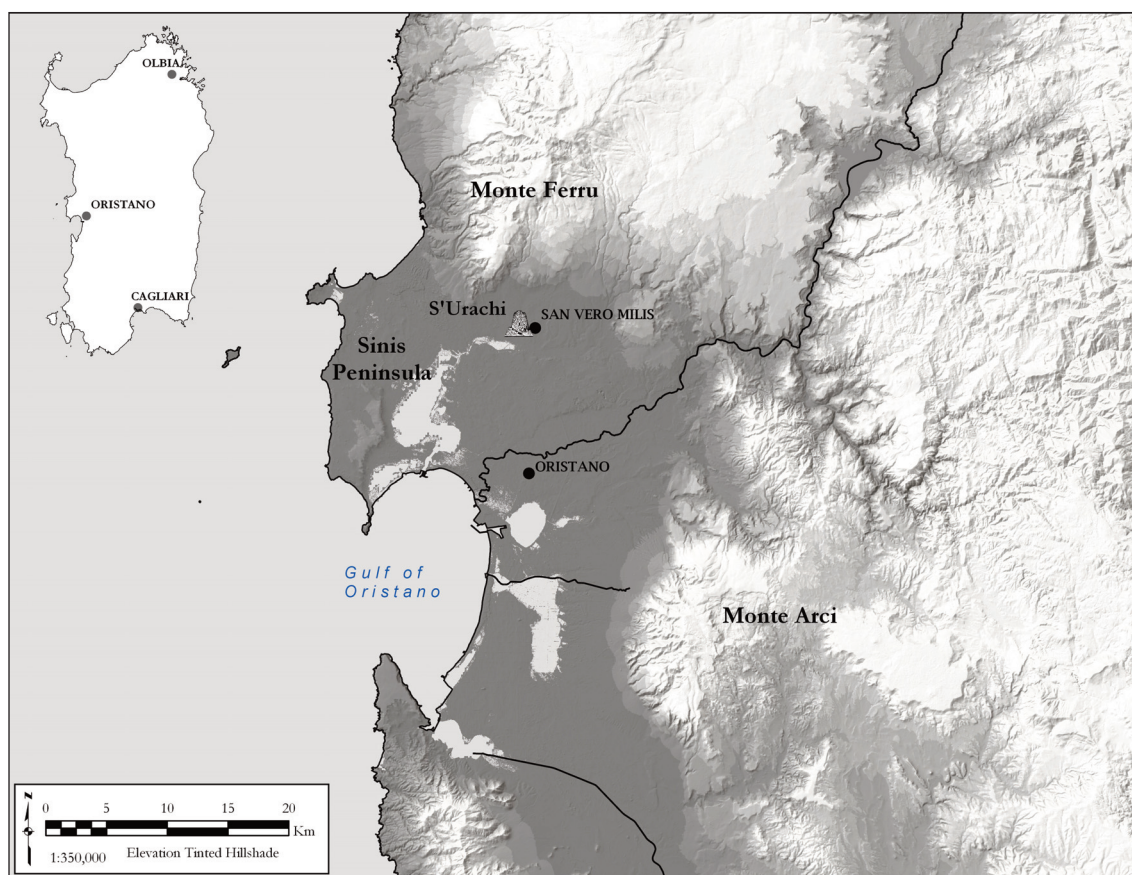 OLBIA
ORISTANO
CAGLIARI
Monte Ferru
S'Urachi
SAN VERO MILIS
Sinis
Peninsula
ORISTANO
Gulf of
Oristano
Monte Arci
N
0 5 10 15 20
Km
1:350,000 Elevation Tinted Hillshade